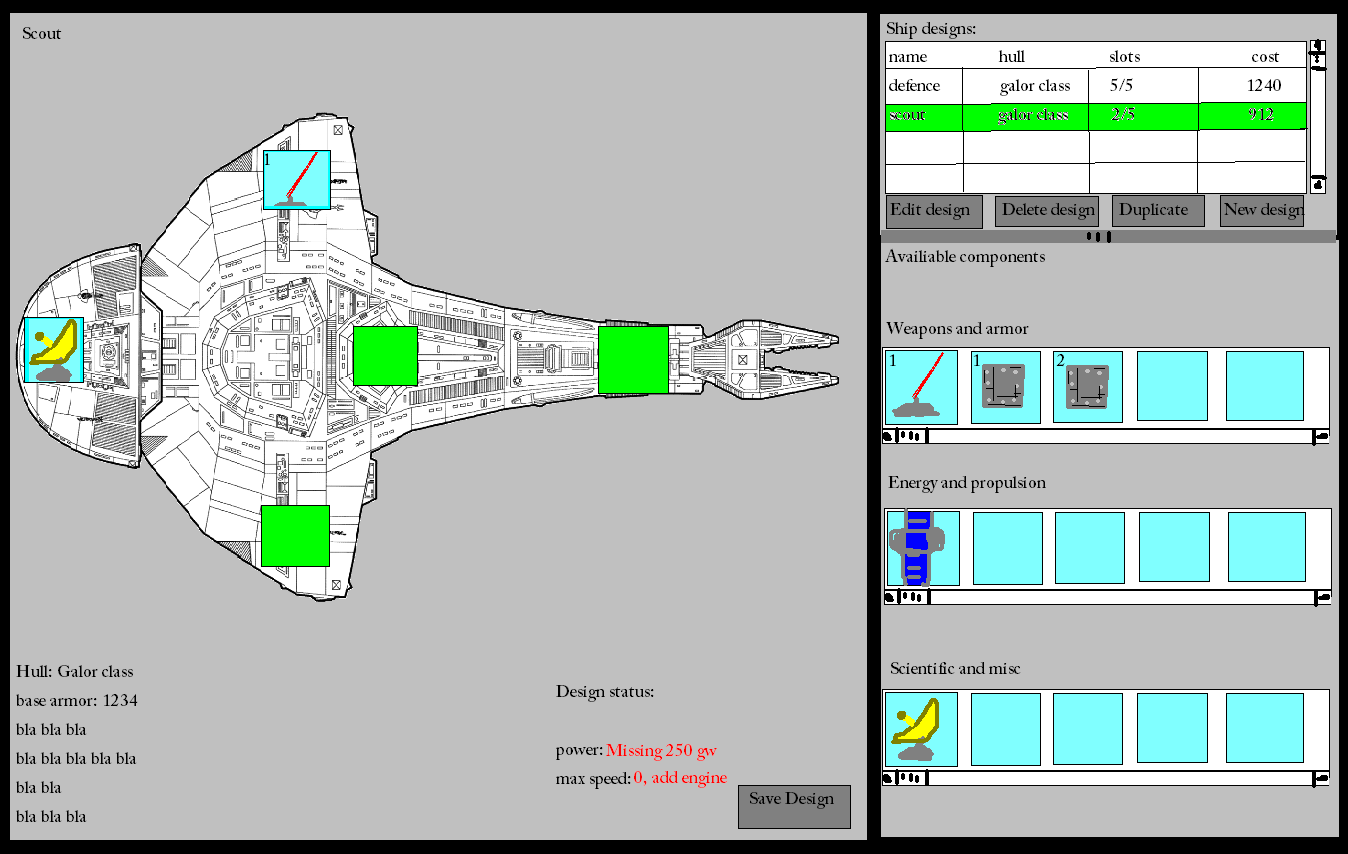 Scout
1
Hull: Galor class
base armor: 1234
bla bla bla
bla bla bla bla bla
bla bla
bla bla bla
Design status:
power: Missing 250 gw
max speed: 0, add engine
Save Design
Ship designs:
name hull slots cost
defence galor class 5/5 1240
scout galor class 2/5 912
Edit design Delete design Duplicate New design
Availiable components
Weapons and armor
1 1 2
Energy and propulsion
Scientific and misc